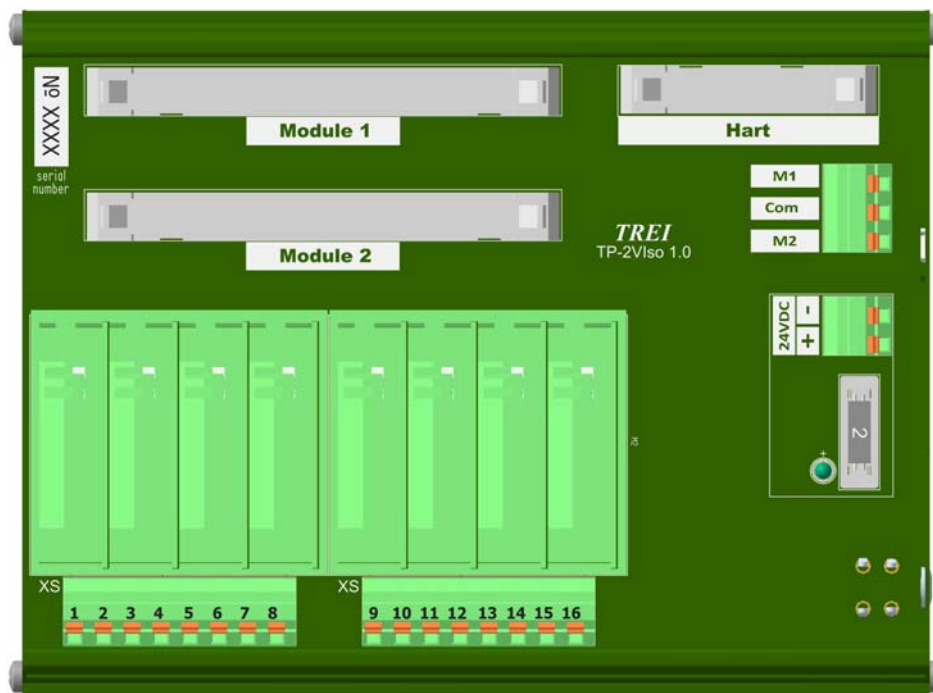 № XXXX
serial
number
Module 1
Hart
M1
Com
M2
Module 2
TREI
TP-2VIso 1.0
24VDC
-
+
2
+
XS
1 2 3 4 5 6 7 8
XS
9 10 11 12 13 14 15 16